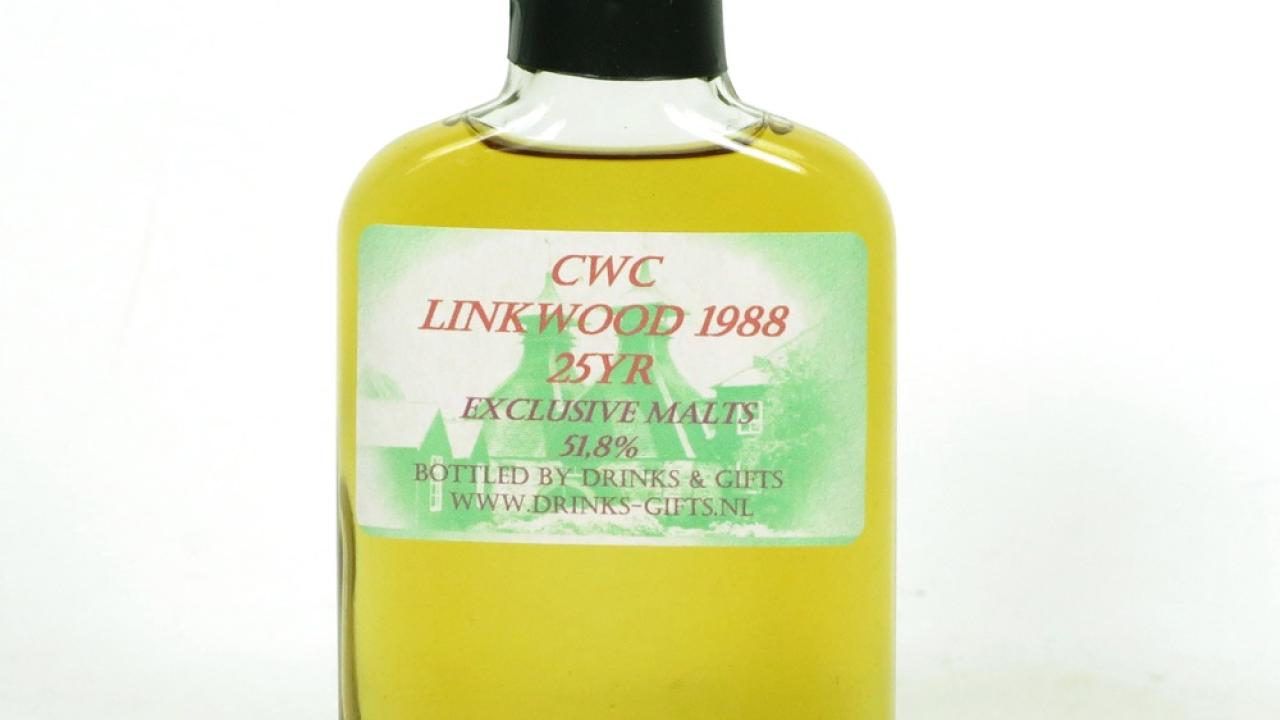 CWC
LINKWOOD 1988
25YR
EXCLUSIVE MALTS
51,8%
BOTTLED BY DRINKS & GIFTS
WWW.DRINKS-GIFTS.NL